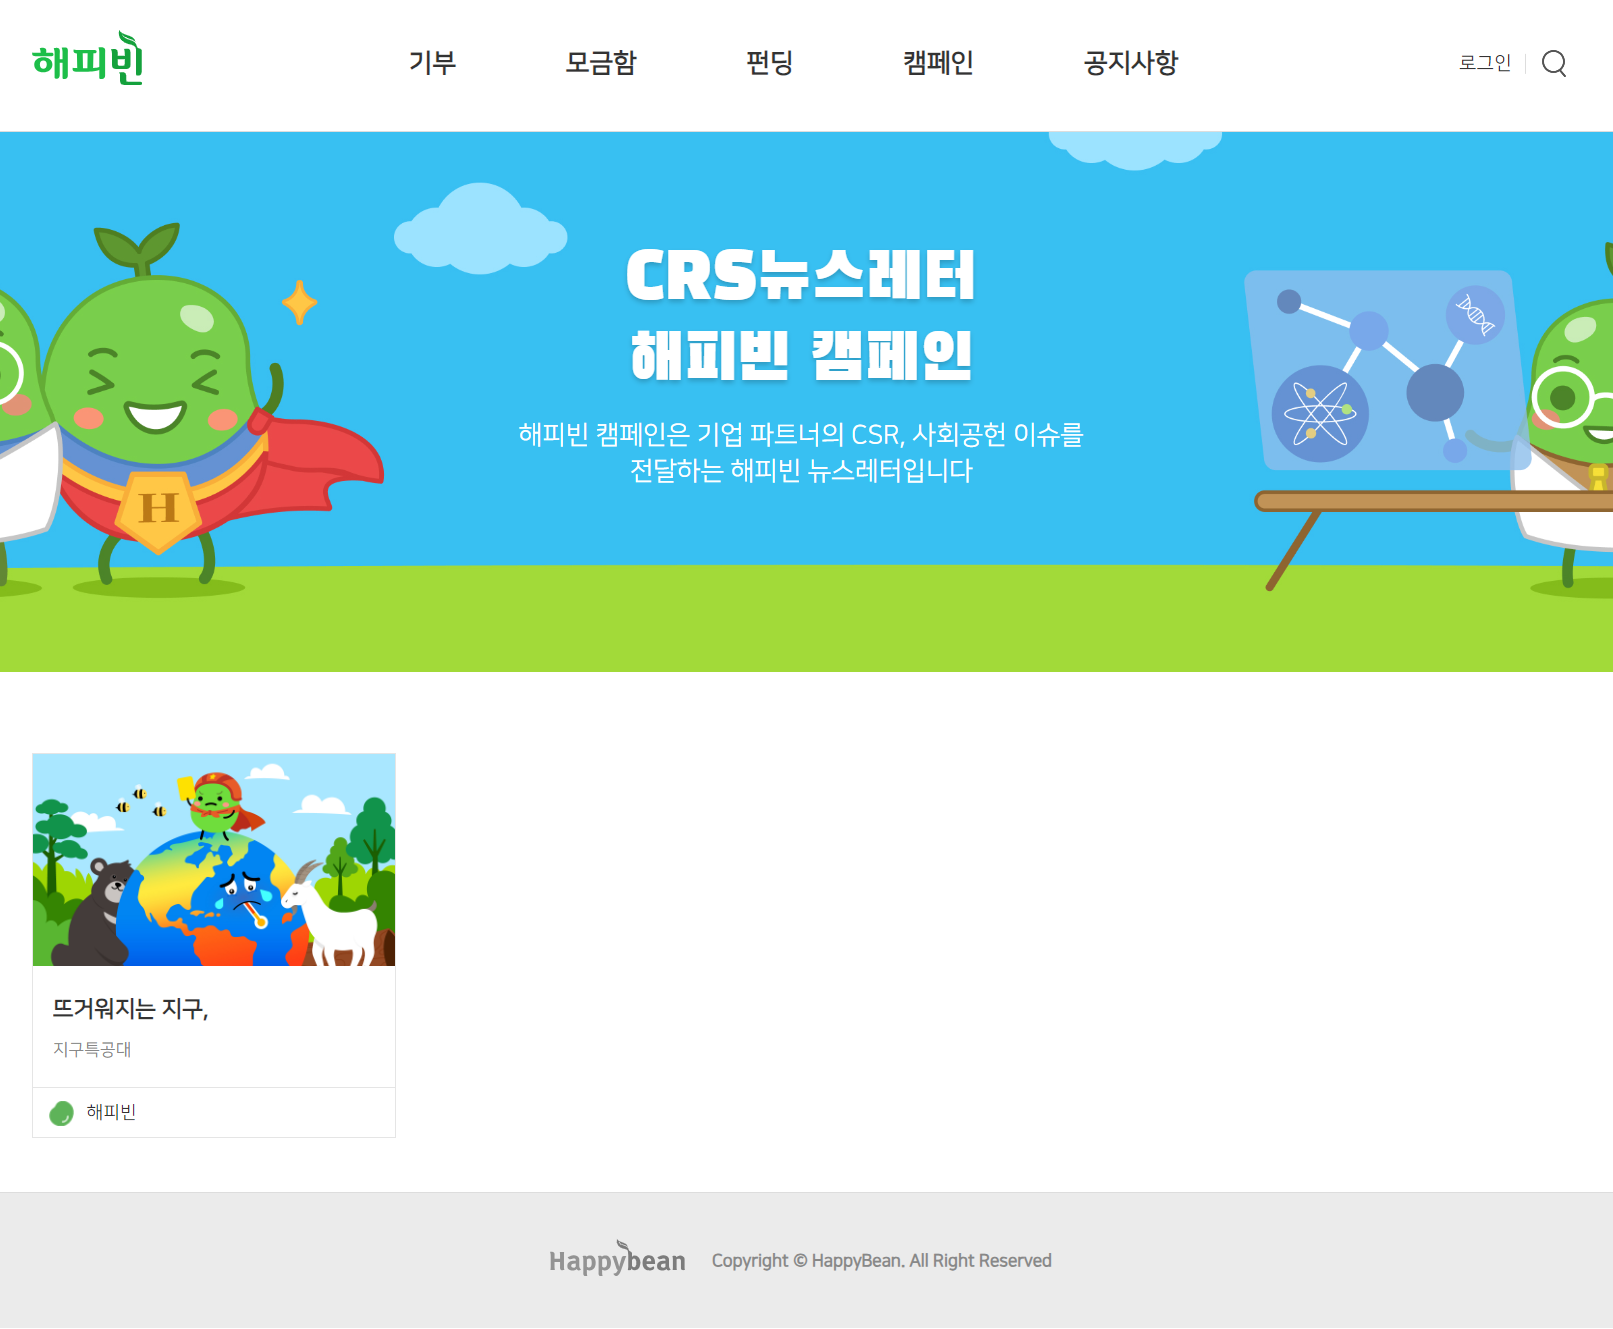 해피빈
기부 모금함 펀딩 캠페인 공지사항
로그인
CRS뉴스레터
해피빈 캠페인
해피빈 캠페인은 기업 파트너의 CSR, 사회공헌 이슈를
전달하는 해피빈 뉴스레터입니다
H
뜨거워지는 지구,
지구특공대
해피빈
Happybean Copyright © HappyBean. All Right Reserved